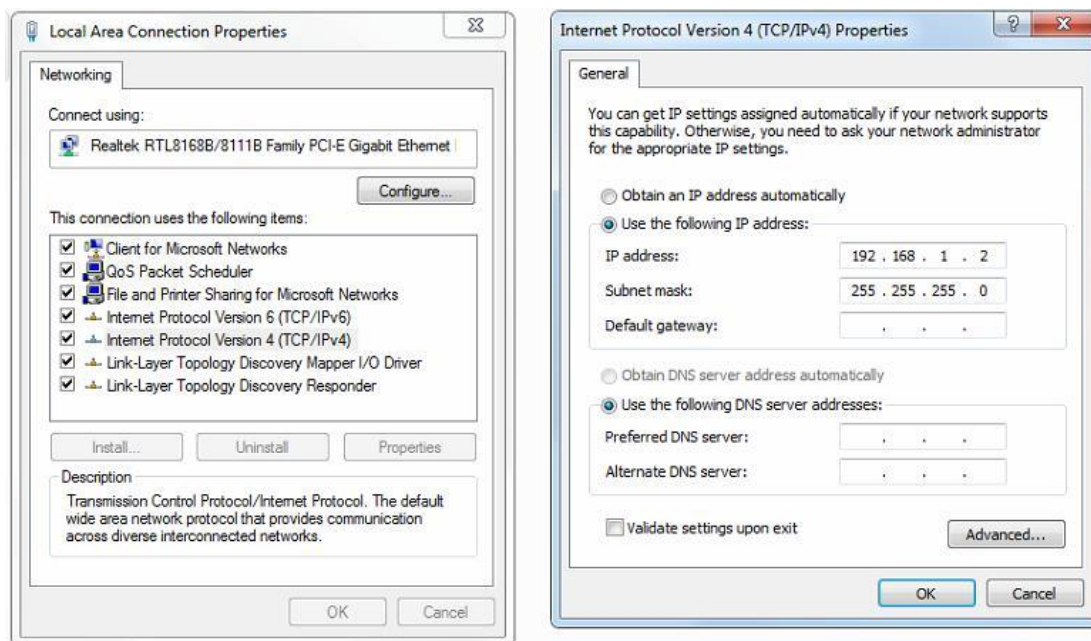 Local Area Connection Properties
Networking
Connect using:
Realtek RTL8168B/8111B Family PCI-E Gigabit Ethernet
Configure...
This connection uses the following items:
Client for Microsoft Networks
QoS Packet Scheduler
File and Printer Sharing for Microsoft Networks
Internet Protocol Version 6 (TCP/IPv6)
Internet Protocol Version 4 (TCP/IPv4)
Link-Layer Topology Discovery Mapper I/O Driver
Link-Layer Topology Discovery Responder
Install...
Uninstall
Properties
Description
Transmission Control Protocol/Internet Protocol. The default
wide area network protocol that provides communication
across diverse interconnected networks.
OK
Cancel
Internet Protocol Version 4 (TCP/IPv4) Properties
General
You can get IP settings assigned automatically if your network supports
this capability. Otherwise, you need to ask your network administrator
for the appropriate IP settings.
Obtain an IP address automatically
Use the following IP address:
IP address: 192 . 168 . 1 . 2
Subnet mask: 255 . 255 . 255 . 0
Default gateway: . . .
Obtain DNS server address automatically
Use the following DNS server addresses:
Preferred DNS server: . . .
Alternate DNS server: . . .
Validate settings upon exit
Advanced...
OK
Cancel